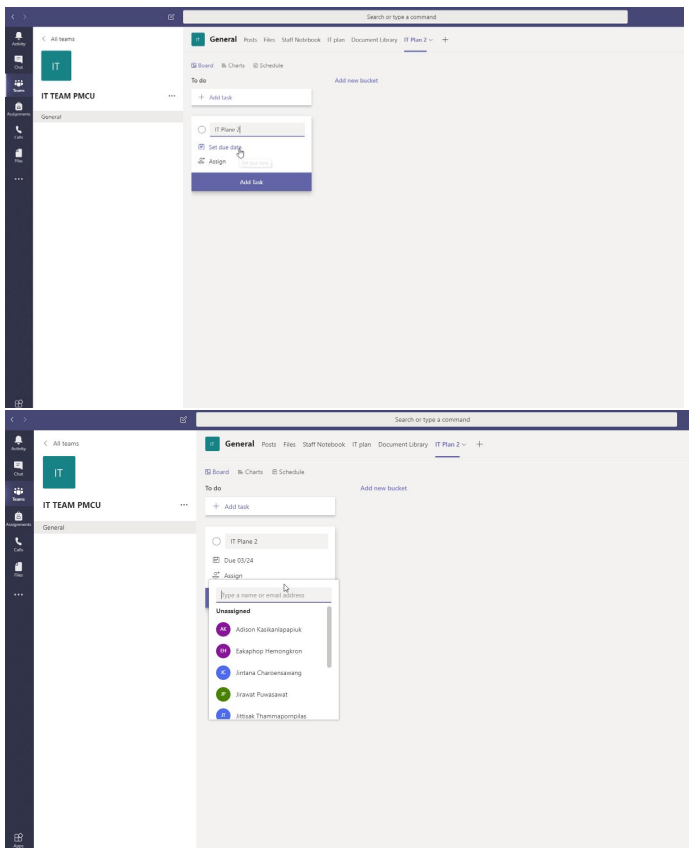 Search or type a command
Activity
Chat
Teams
Assignments
Calls
Files
< All teams
IT
IT TEAM PMCU
General
IT General Posts Files Staff Notebook IT plan Document Library IT Plan 2 +
Board Charts Schedule
To do
Add new bucket
+ Add task
IT Plane 2
Set due date
Assign
Add Task
Search or type a command
Activity
Chat
Teams
Assignments
Calls
Files
Apps
< All teams
IT
IT TEAM PMCU
General
IT General Posts Files Staff Notebook IT plan Document Library IT Plan 2 +
Board Charts Schedule
To do
Add new bucket
+ Add task
IT Plane 2
Due 03/24
Assign
Type a name or email address
Unassigned
AK Adison Kasikanlapapiuk
EH Eakaphop Hemongkron
JC Jintana Charoensawang
JP Jirawat Puwasawat
JT Jittisak Thammapornpilas